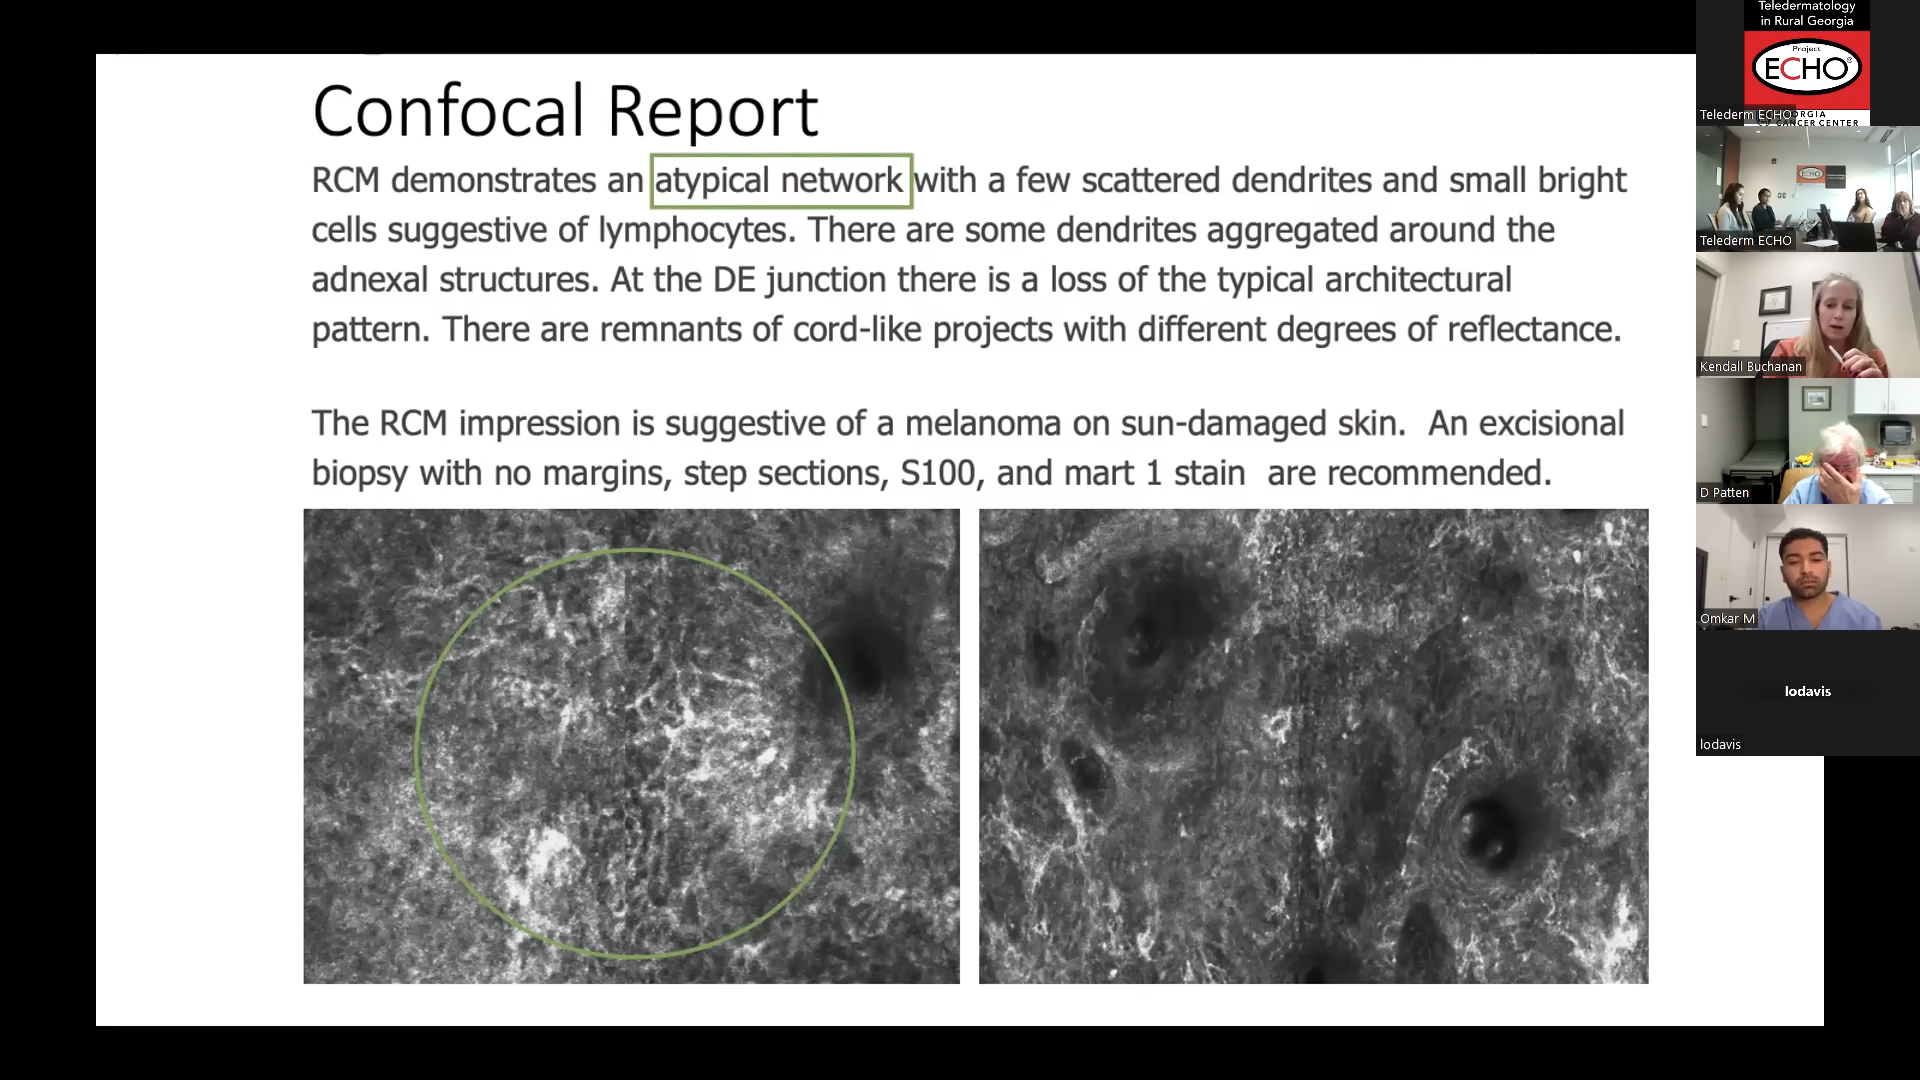 Confocal Report
RCM demonstrates an atypical network with a few scattered dendrites and small bright
cells suggestive of lymphocytes. There are some dendrites aggregated around the
adnexal structures. At the DE junction there is a loss of the typical architectural
pattern. There are remnants of cord-like projects with different degrees of reflectance.
The RCM impression is suggestive of a melanoma on sun-damaged skin. An excisional
biopsy with no margins, step sections, S100, and mart 1 stain are recommended.
Teledermatology
in Rural Georgia
Project
ECHO®
Telederm ECHO
CANCER CENTER
Telederm ECHO
ECHO
Kendall Buchanan
D Patten
Omkar M
lodavis
lodavis